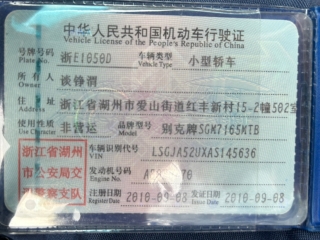 中华人民共和国机动车行驶证
Vehicle License of the People's Republic of China
号牌号码 浙E1050D 车辆类型 小型轿车
Plate No. Vehicle Type
所有人 谈铮渭
Owner
住址 浙江省湖州市爱山街道红丰新村15-2幢502室
Address
使用性质 非营运 品牌型号 别克牌SGK7165KTB
Use Character Model
浙江省湖州市公安局交
车辆识别代号 LSGJA52UXAS145636
VIN
发动机号码
Engine No.
注册日期 2010-09-08 发证日期 2010-09-08
Register Date Issue Date